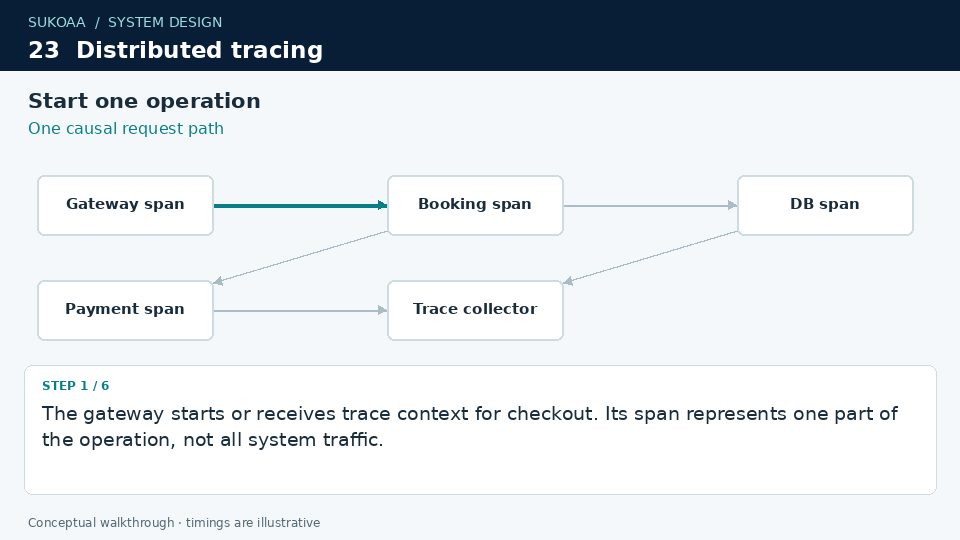 SUKOAA / SYSTEM DESIGN
23 Distributed tracing
Start one operation
One causal request path
Gateway span
Booking span
DB span
Payment span
Trace collector
STEP 1 / 6
The gateway starts or receives trace context for checkout. Its span represents one part of
the operation, not all system traffic.
Conceptual walkthrough · timings are illustrative